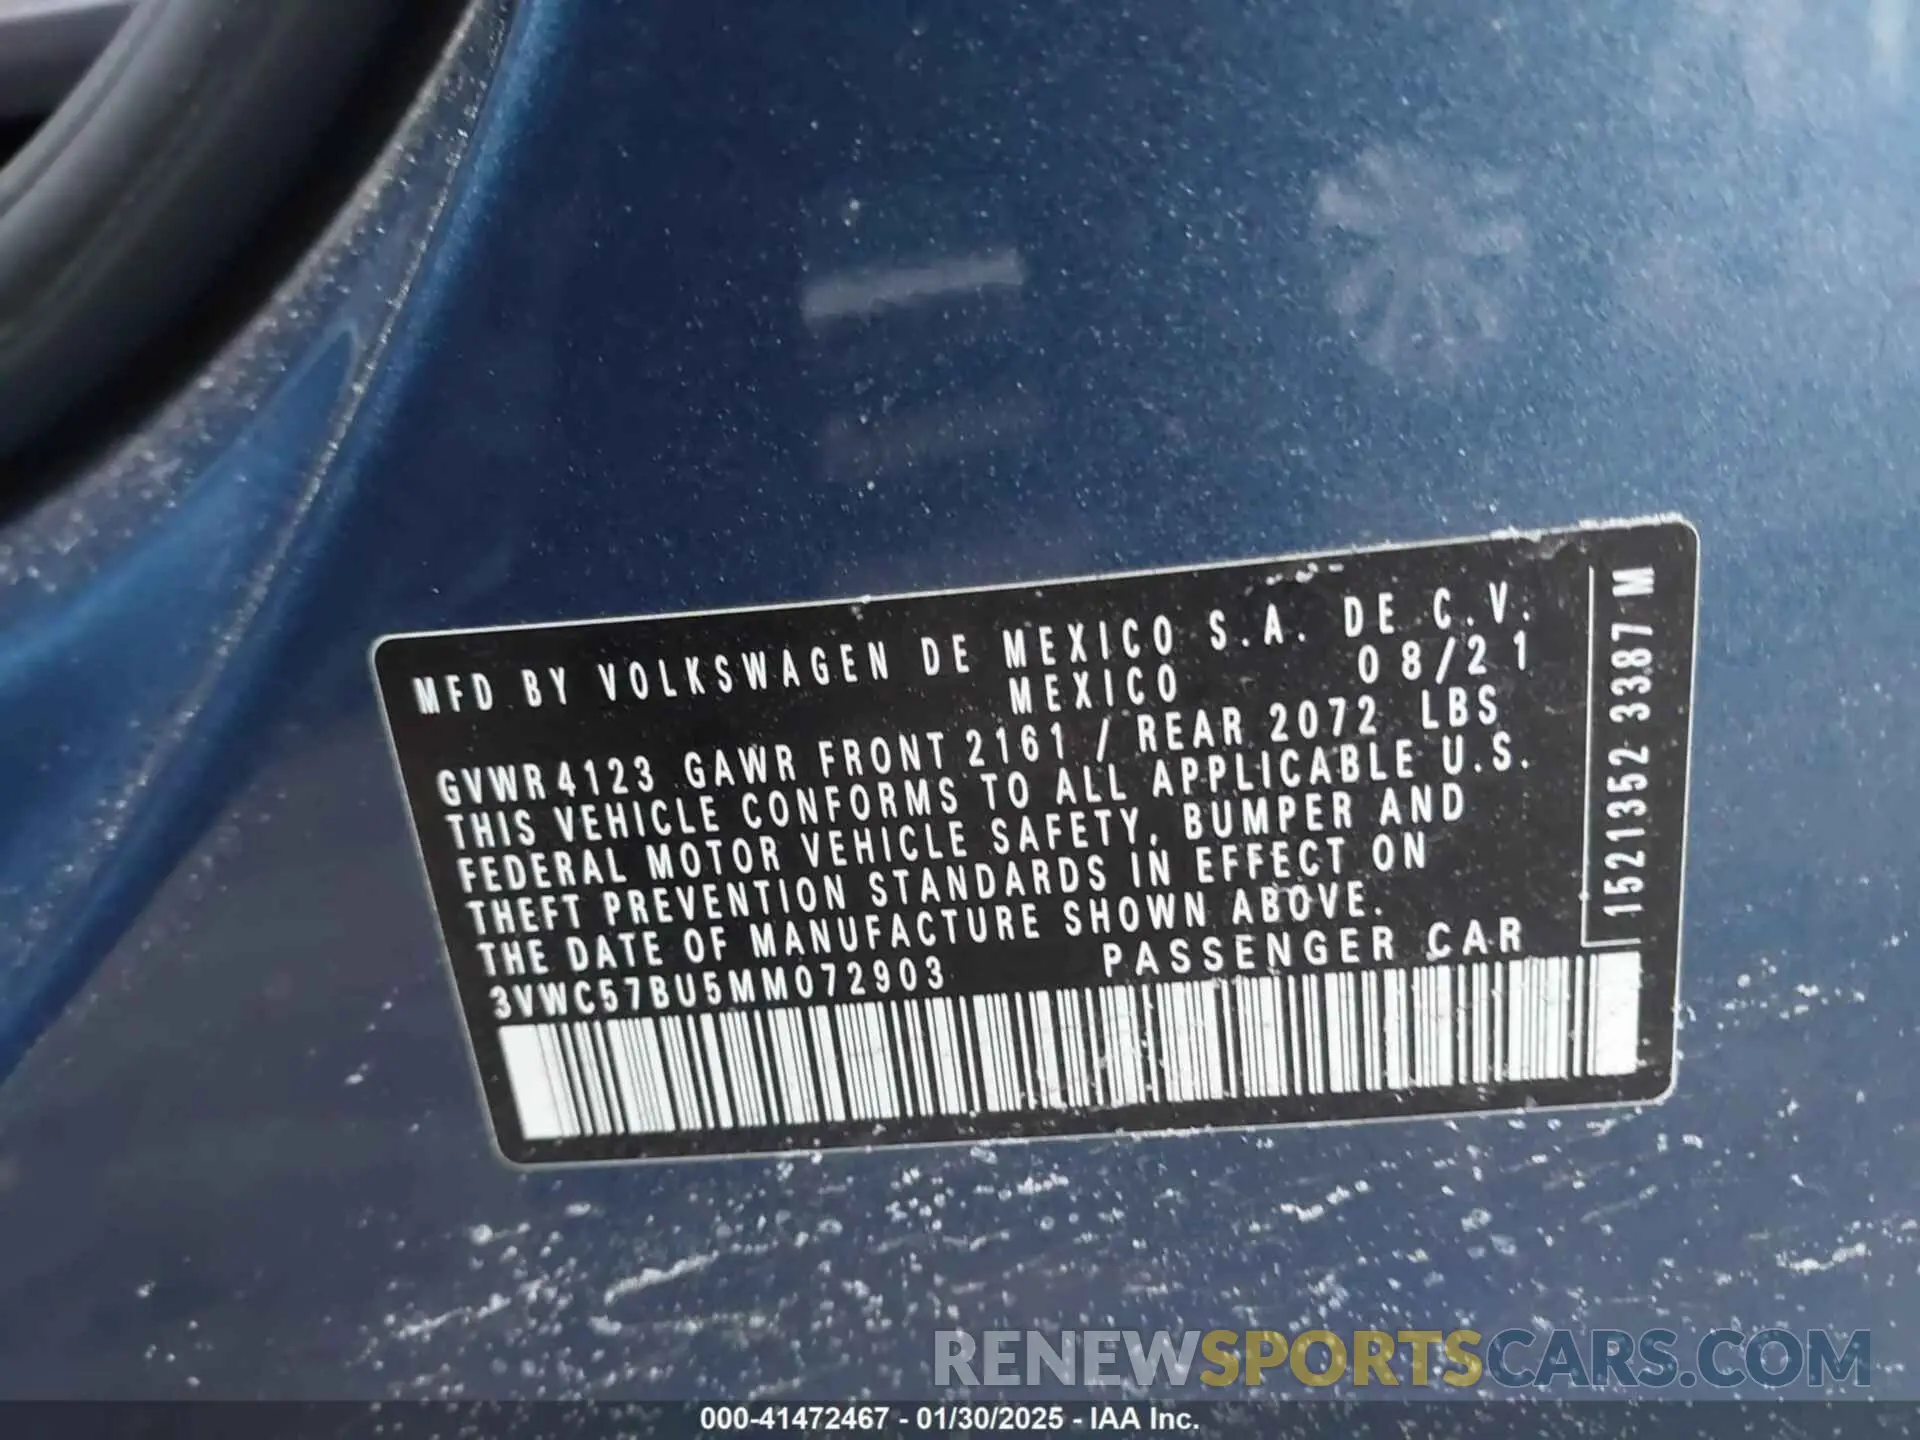 MFD BY VOLKSWAGEN DE MEXICO S.A. DE C.V.
MEXICO 08/21
GVWR 4123 GAWR FRONT 2161 / REAR 2072 LBS
THIS VEHICLE CONFORMS TO ALL APPLICABLE U.S.
FEDERAL MOTOR VEHICLE SAFETY, BUMPER AND
THEFT PREVENTION STANDARDS IN EFFECT ON
THE DATE OF MANUFACTURE SHOWN ABOVE.
3VWC57BU5MM072903 PASSENGER CAR
1521352 3387 M
RENEWSPORTSCARS.COM
000-41472467 - 01/30/2025 - IAA Inc.